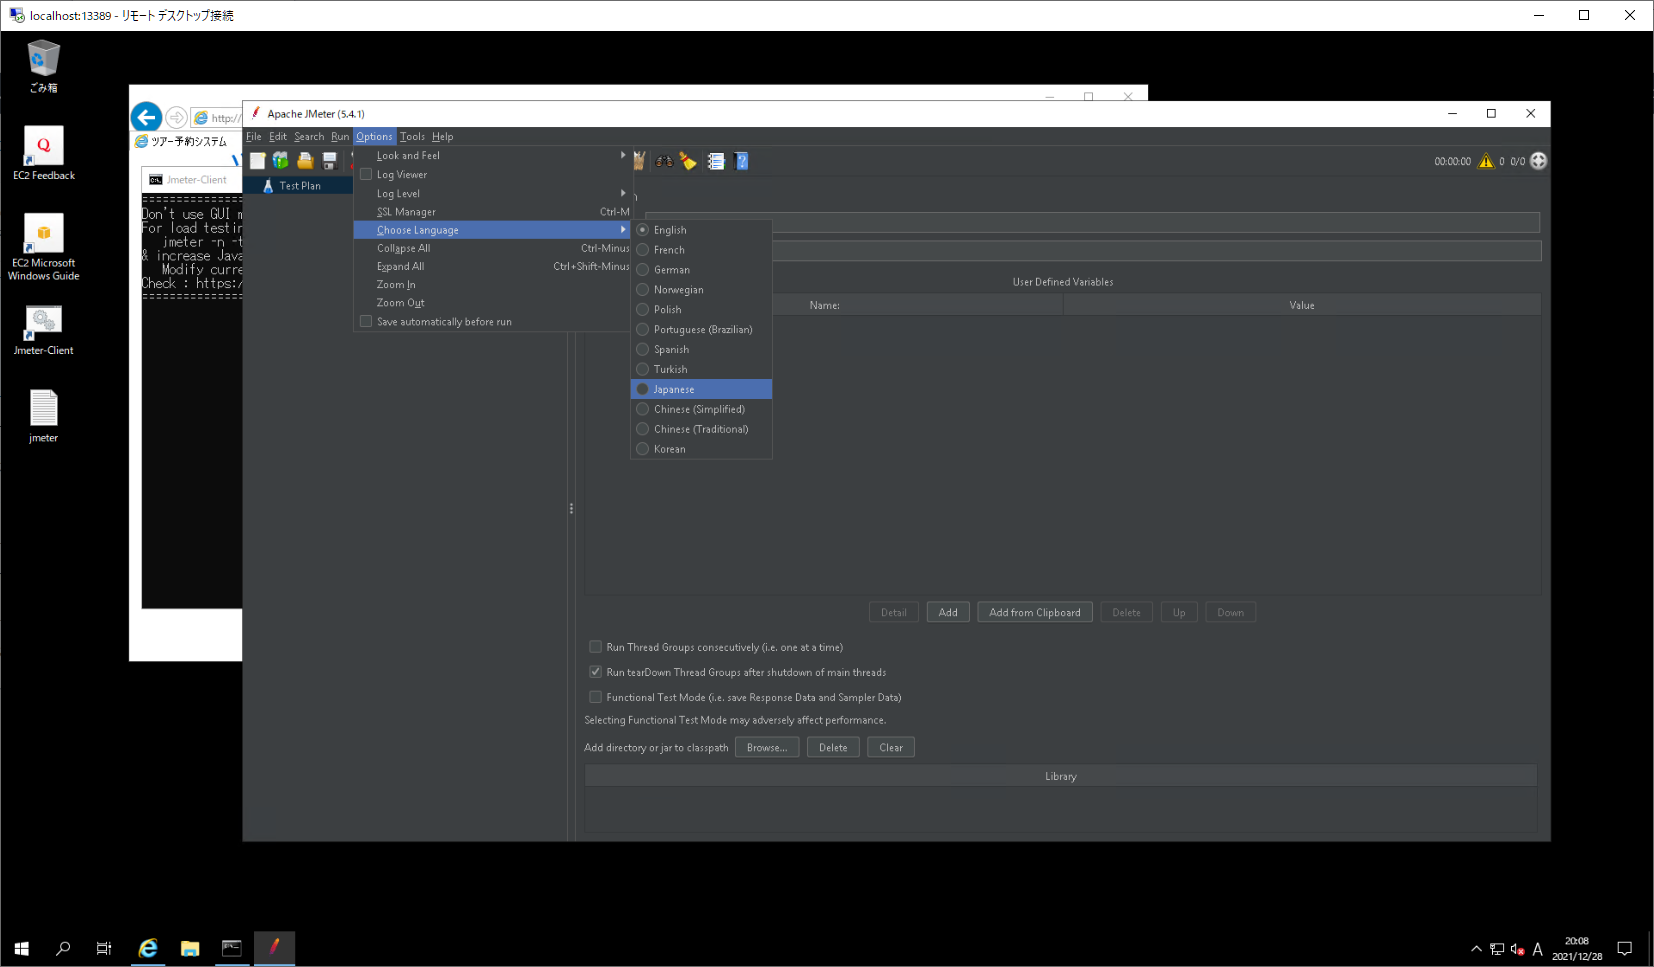 localhost:13389 - リモート デスクトップ接続
ごみ箱
EC2 Feedback
EC2 Microsoft
Windows Guide
Jmeter-Client
jmeter
http://
ツアー予約システム
Jmeter-Client
Don't use GUI m
For load testin
jmeter -n -t
& increase Java
Modify curre
Check : https:/
Apache JMeter (5.4.1)
File Edit Search Run Options Tools Help
00:00:00 0 0/0
Test Plan
Look and Feel
Log Viewer
Log Level
SSL Manager Ctrl-M
Choose Language
Collapse All Ctrl-Minus
Expand All Ctrl+Shift-Minus
Zoom In
Zoom Out
Save automatically before run
English
French
German
Norwegian
Polish
Portuguese (Brazilian)
Spanish
Turkish
Japanese
Chinese (Simplified)
Chinese (Traditional)
Korean
User Defined Variables
Name: Value
Detail Add Add from Clipboard Delete Up Down
Run Thread Groups consecutively (i.e. one at a time)
Run tearDown Thread Groups after shutdown of main threads
Functional Test Mode (i.e. save Response Data and Sampler Data)
Selecting Functional Test Mode may adversely affect performance.
Add directory or jar to classpath Browse... Delete Clear
Library
A
20:08
2021/12/28